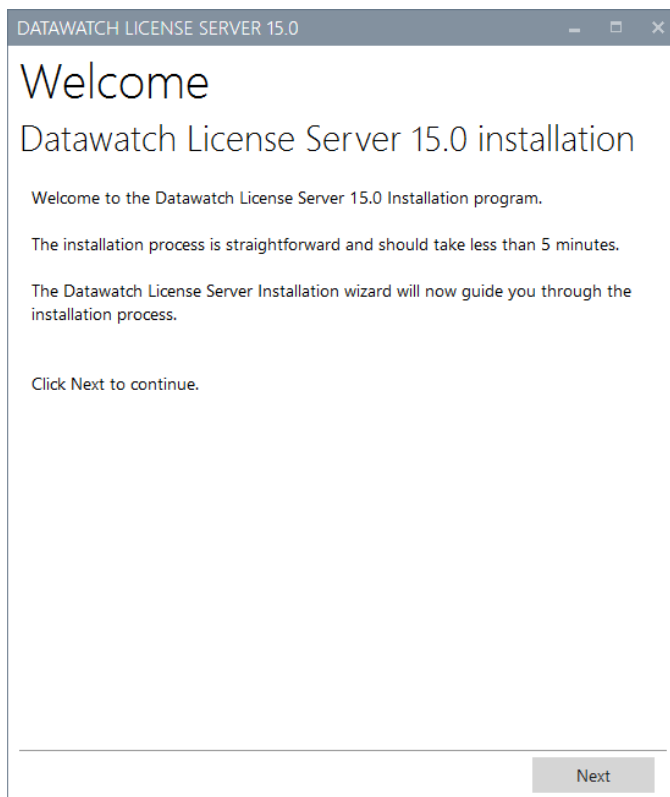 DATAWATCH LICENSE SERVER 15.0
Welcome
Datawatch License Server 15.0 installation
Welcome to the Datawatch License Server 15.0 Installation program.
The installation process is straightforward and should take less than 5 minutes.
The Datawatch License Server Installation wizard will now guide you through the
installation process.
Click Next to continue.
Next